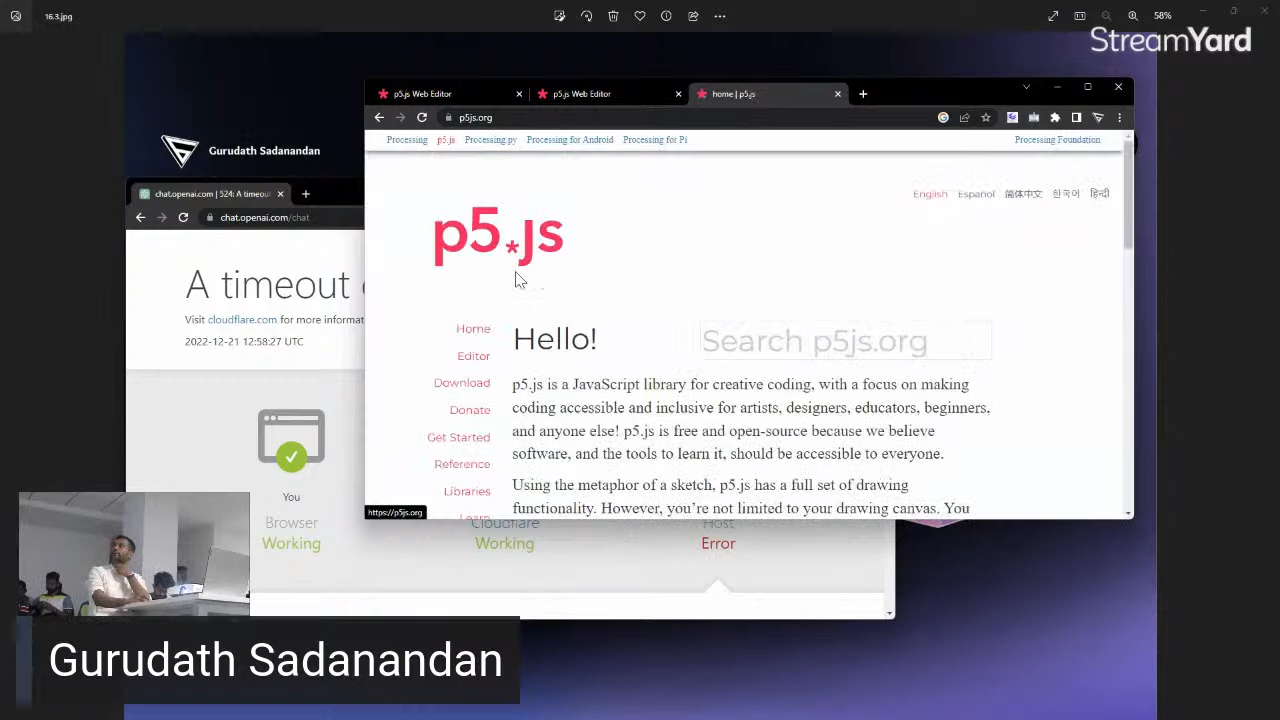 16.3.jpg
58%
StreamYard
p5.js Web Editor
p5.js Web Editor
home | p5.js
p5js.org
Processing p5.js Processing.py Processing for Android Processing for Pi Processing Foundation
Gurudath Sadanandan
English Español 简体中文 한국어 हिन्दी
chat.openai.com | 524: A timeou
chat.openai.com/chat
p5.js
A timeout
Visit cloudflare.com for more informat
2022-12-21 12:58:27 UTC
Home
Editor
Download
Donate
Get Started
Reference
Libraries
Learn
Hello!
Search p5js.org
p5.js is a JavaScript library for creative coding, with a focus on making
coding accessible and inclusive for artists, designers, educators, beginners,
and anyone else! p5.js is free and open-source because we believe
software, and the tools to learn it, should be accessible to everyone.
Using the metaphor of a sketch, p5.js has a full set of drawing
functionality. However, you're not limited to your drawing canvas. You
https://p5js.org
You
Browser
Working
Cloudflare
Working
Host
Error
Gurudath Sadanandan